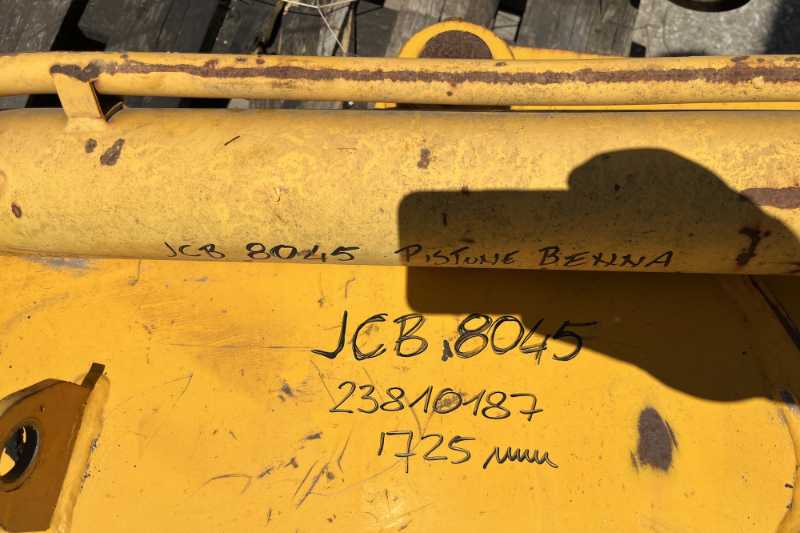 JCB 8045 PISTONE BENNA
JCB 8045
23810187
1725 mm